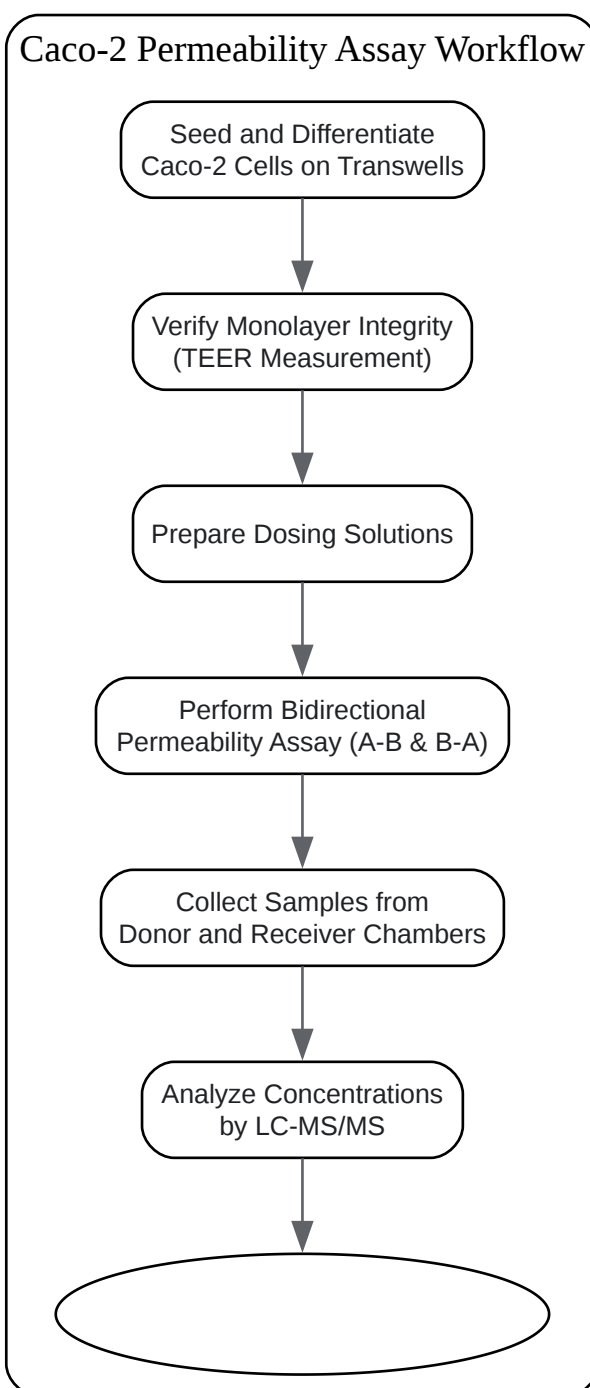 Caco-2 Permeability Assay Workflow
Seed and Differentiate
Caco-2 Cells on Transwells
Verify Monolayer Integrity
(TEER Measurement)
Prepare Dosing Solutions
Perform Bidirectional
Permeability Assay (A-B & B-A)
Collect Samples from
Donor and Receiver Chambers
Analyze Concentrations
by LC-MS/MS